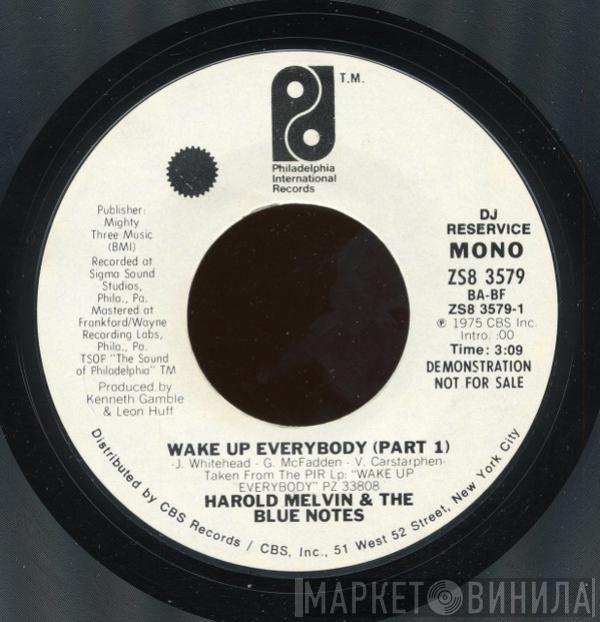 T.M.
Philadelphia
International
Records
Publisher:
Mighty
Three Music
(BMI)
Recorded at
Sigma Sound
Studios,
Phila., Pa.
Mastered at
Frankford/Wayne
Recording Labs,
Phila., Pa.
TSOP "The Sound
of Philadelphia" TM
Produced by
Kenneth Gamble
& Leon Huff
DJ
RESERVICE
MONO
ZS8 3579
BA-BF
ZS8 3579-1
℗ 1975 CBS Inc.
Intro. :00
Time: 3:09
DEMONSTRATION
NOT FOR SALE
WAKE UP EVERYBODY (PART 1)
-J. Whitehead - G. McFadden - V. Carstarphen-
Taken From The PIR Lp: "WAKE UP
EVERYBODY" PZ 33808
HAROLD MELVIN & THE
BLUE NOTES
Distributed by CBS Records / CBS, Inc., 51 West 52 Street, New York City
МАРКЕТ ВИНИЛА